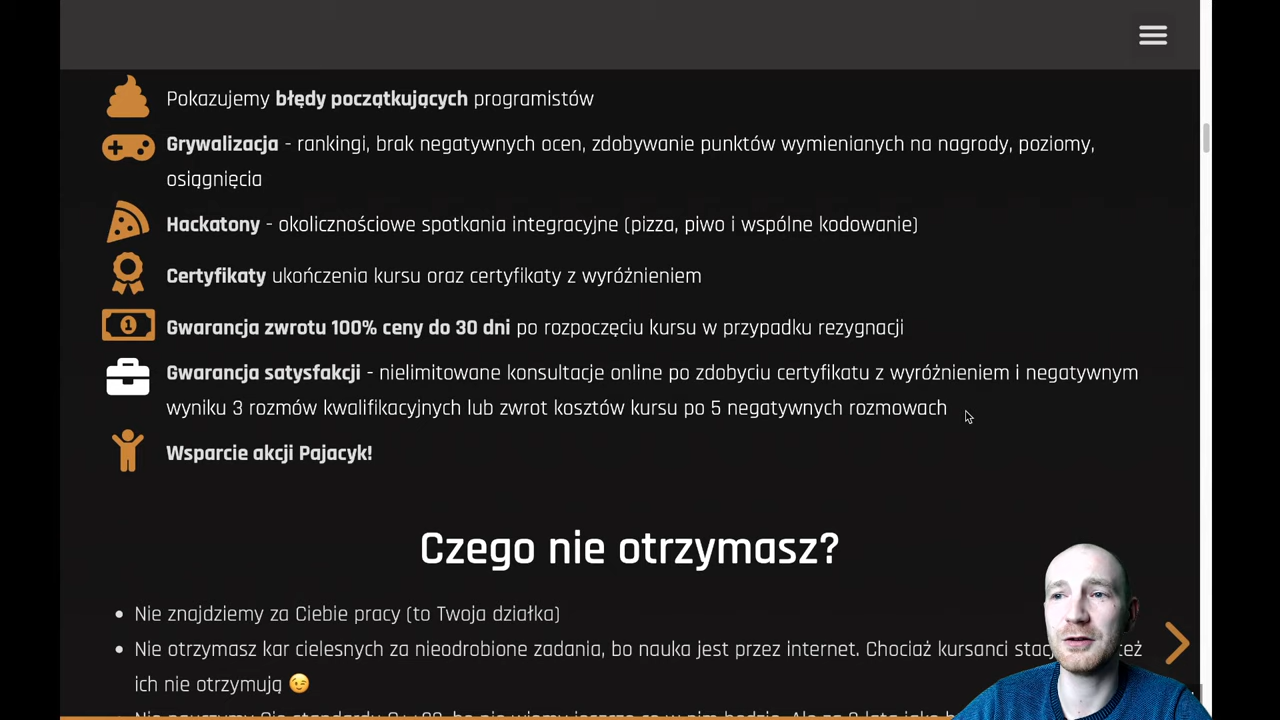 Pokazujemy błędy początkujących programistów
Grywalizacja - rankingi, brak negatywnych ocen, zdobywanie punktów wymienianych na nagrody, poziomy,
osiągnięcia
Hackatony - okolicznościowe spotkania integracyjne (pizza, piwo i wspólne kodowanie)
Certyfikaty ukończenia kursu oraz certyfikaty z wyróżnieniem
1
Gwarancja zwrotu 100% ceny do 30 dni po rozpoczęciu kursu w przypadku rezygnacji
Gwarancja satysfakcji - nielimitowane konsultacje online po zdobyciu certyfikatu z wyróżnieniem i negatywnym
wyniku 3 rozmów kwalifikacyjnych lub zwrot kosztów kursu po 5 negatywnych rozmowach
Wsparcie akcji Pajacyk!
Czego nie otrzymasz?
Nie znajdziemy za Ciebie pracy (to Twoja działka)
Nie otrzymasz kar cielesnych za nieodrobione zadania, bo nauka jest przez internet. Chociaż kursanci
ich nie otrzymują 😉